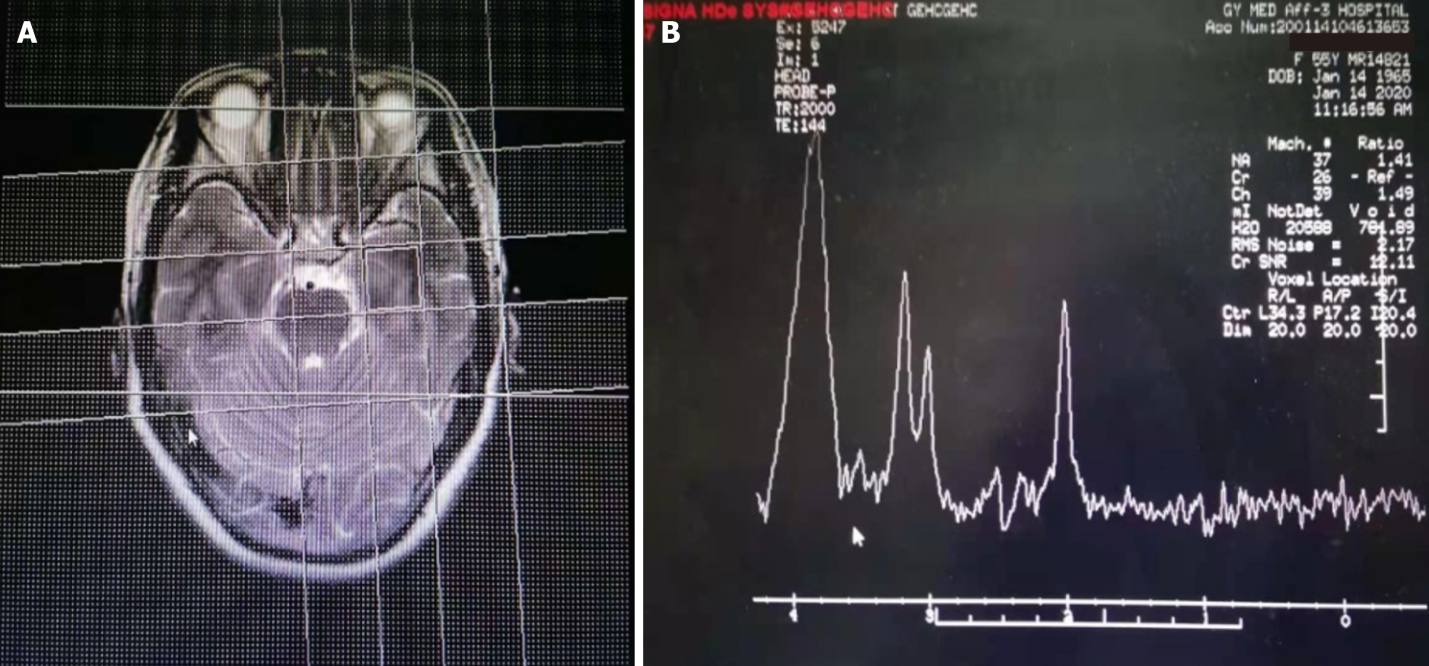 A
B
SIGNA HDe SYS GEHCGEHC
Ex: 5247
Se: 6
Im: 1
HEAD
PROBE-P
TR:2000
TE:144
GY MED Aff-3 HOSPITAL
Acc Num:200114104613653
F 55Y MR14821
DOB: Jan 14 1965
Jan 14 2020
11:16:56 AM
Mach. # Ratio
NA 37 1.41
Cr 26 - Ref -
Ch 39 1.49
mI NotDet Void
H2O 20588 781.89
RMS Noise = 2.17
Cr SNR = 12.11
Voxel Location
R/L A/P S/I
Ctr L34.3 P17.2 I20.4
Dim 20.0 20.0 20.0
4 3 2 1 0